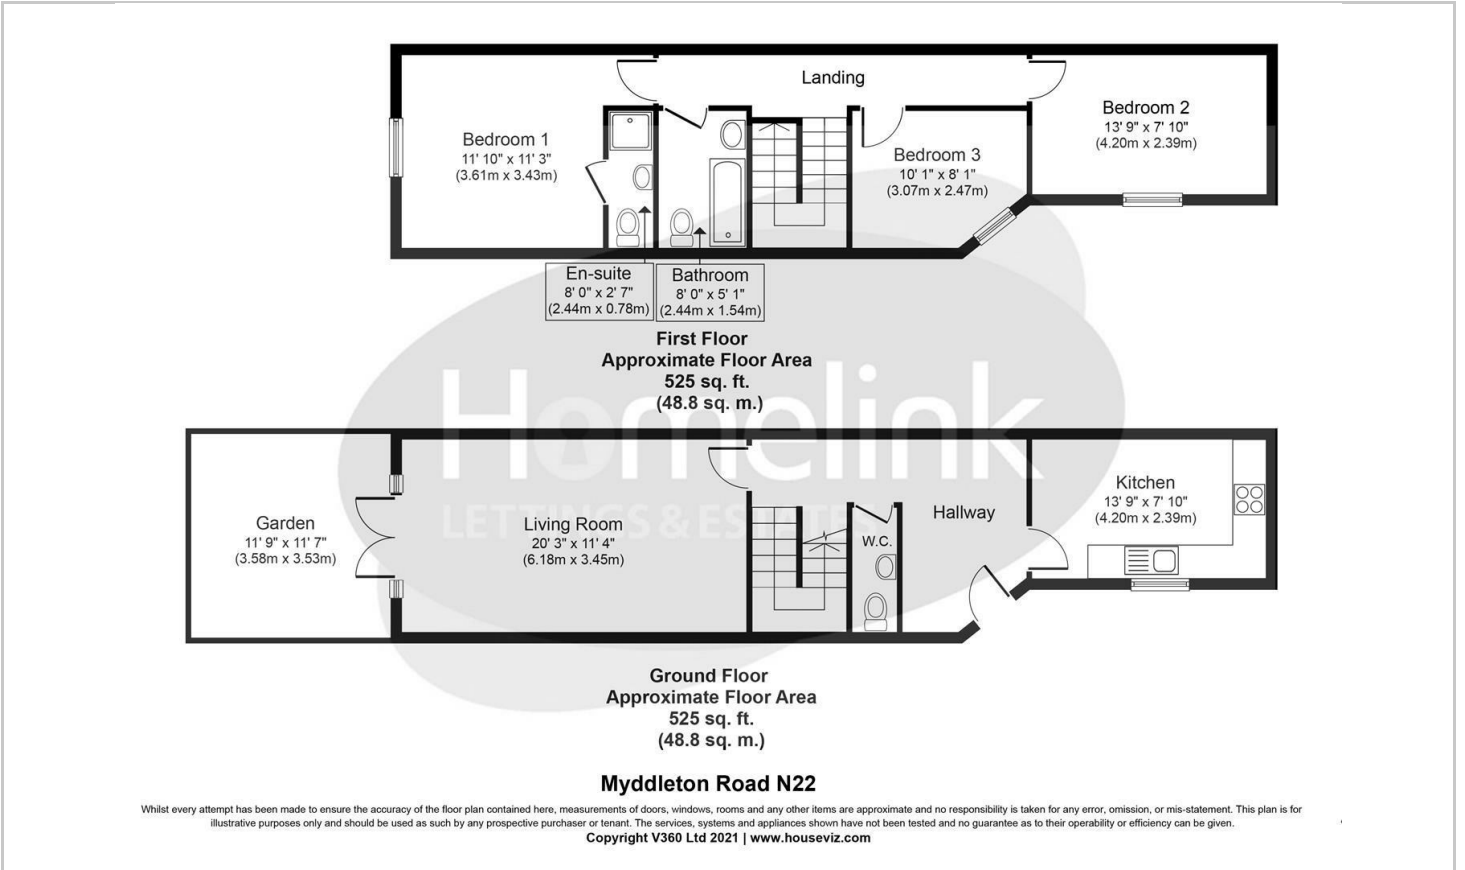 Landing
Bedroom 1
11' 10" x 11' 3"
(3.61m x 3.43m)
Bedroom 3
10' 1" x 8' 1"
(3.07m x 2.47m)
Bedroom 2
13' 9" x 7' 10"
(4.20m x 2.39m)
En-suite
8' 0" x 2' 7"
(2.44m x 0.78m)
Bathroom
8' 0" x 5' 1"
(2.44m x 1.54m)
First Floor
Approximate Floor Area
525 sq. ft.
(48.8 sq. m.)
Homelink
LETTINGS & ESTATES
Garden
11' 9" x 11' 7"
(3.58m x 3.53m)
Living Room
20' 3" x 11' 4"
(6.18m x 3.45m)
W.C.
Hallway
Kitchen
13' 9" x 7' 10"
(4.20m x 2.39m)
Ground Floor
Approximate Floor Area
525 sq. ft.
(48.8 sq. m.)
Myddleton Road N22
Whilst every attempt has been made to ensure the accuracy of the floor plan contained here, measurements of doors, windows, rooms and any other items are approximate and no responsibility is taken for any error, omission, or mis-statement. This plan is for
illustrative purposes only and should be used as such by any prospective purchaser or tenant. The services, systems and appliances shown have not been tested and no guarantee as to their operability or efficiency can be given.
Copyright V360 Ltd 2021 | www.houseviz.com